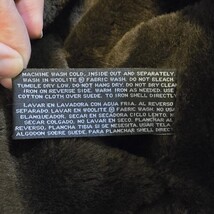 MACHINE WASH COLD, INSIDE OUT AND SEPARATELY
WASH IN WOOLITE ® FABRIC WASH. DO NOT BLEACH
TUMBLE DRY LOW. DO NOT HANG DRY. DO NOT DRY CLEAN
IRON ON REVERSE SIDE. WARM IRON AS NEEDED. USE
COTTON CLOTH OVER SUEDE. TO IRON SHELL DIRECTLY
LAVAR EN LAVADORA CON AGUA FRIA, AL REVERSO
SEPARADO. LAVAR EN WOOLITE ® FABRIC WASH. NO USAR
BLANQUEADOR. SECAR EN SECADORA CICLO LENTO. NO
SECAR COLGADO. NO LIMPIAR EN SECO. PLANCHAR AL
REVERSO. PLANCHA TIBIA SI SE NECESITA. USAR TELA
ALGODON SOBRE SUEDE PARA PLANCHAR SHELL DIRECT